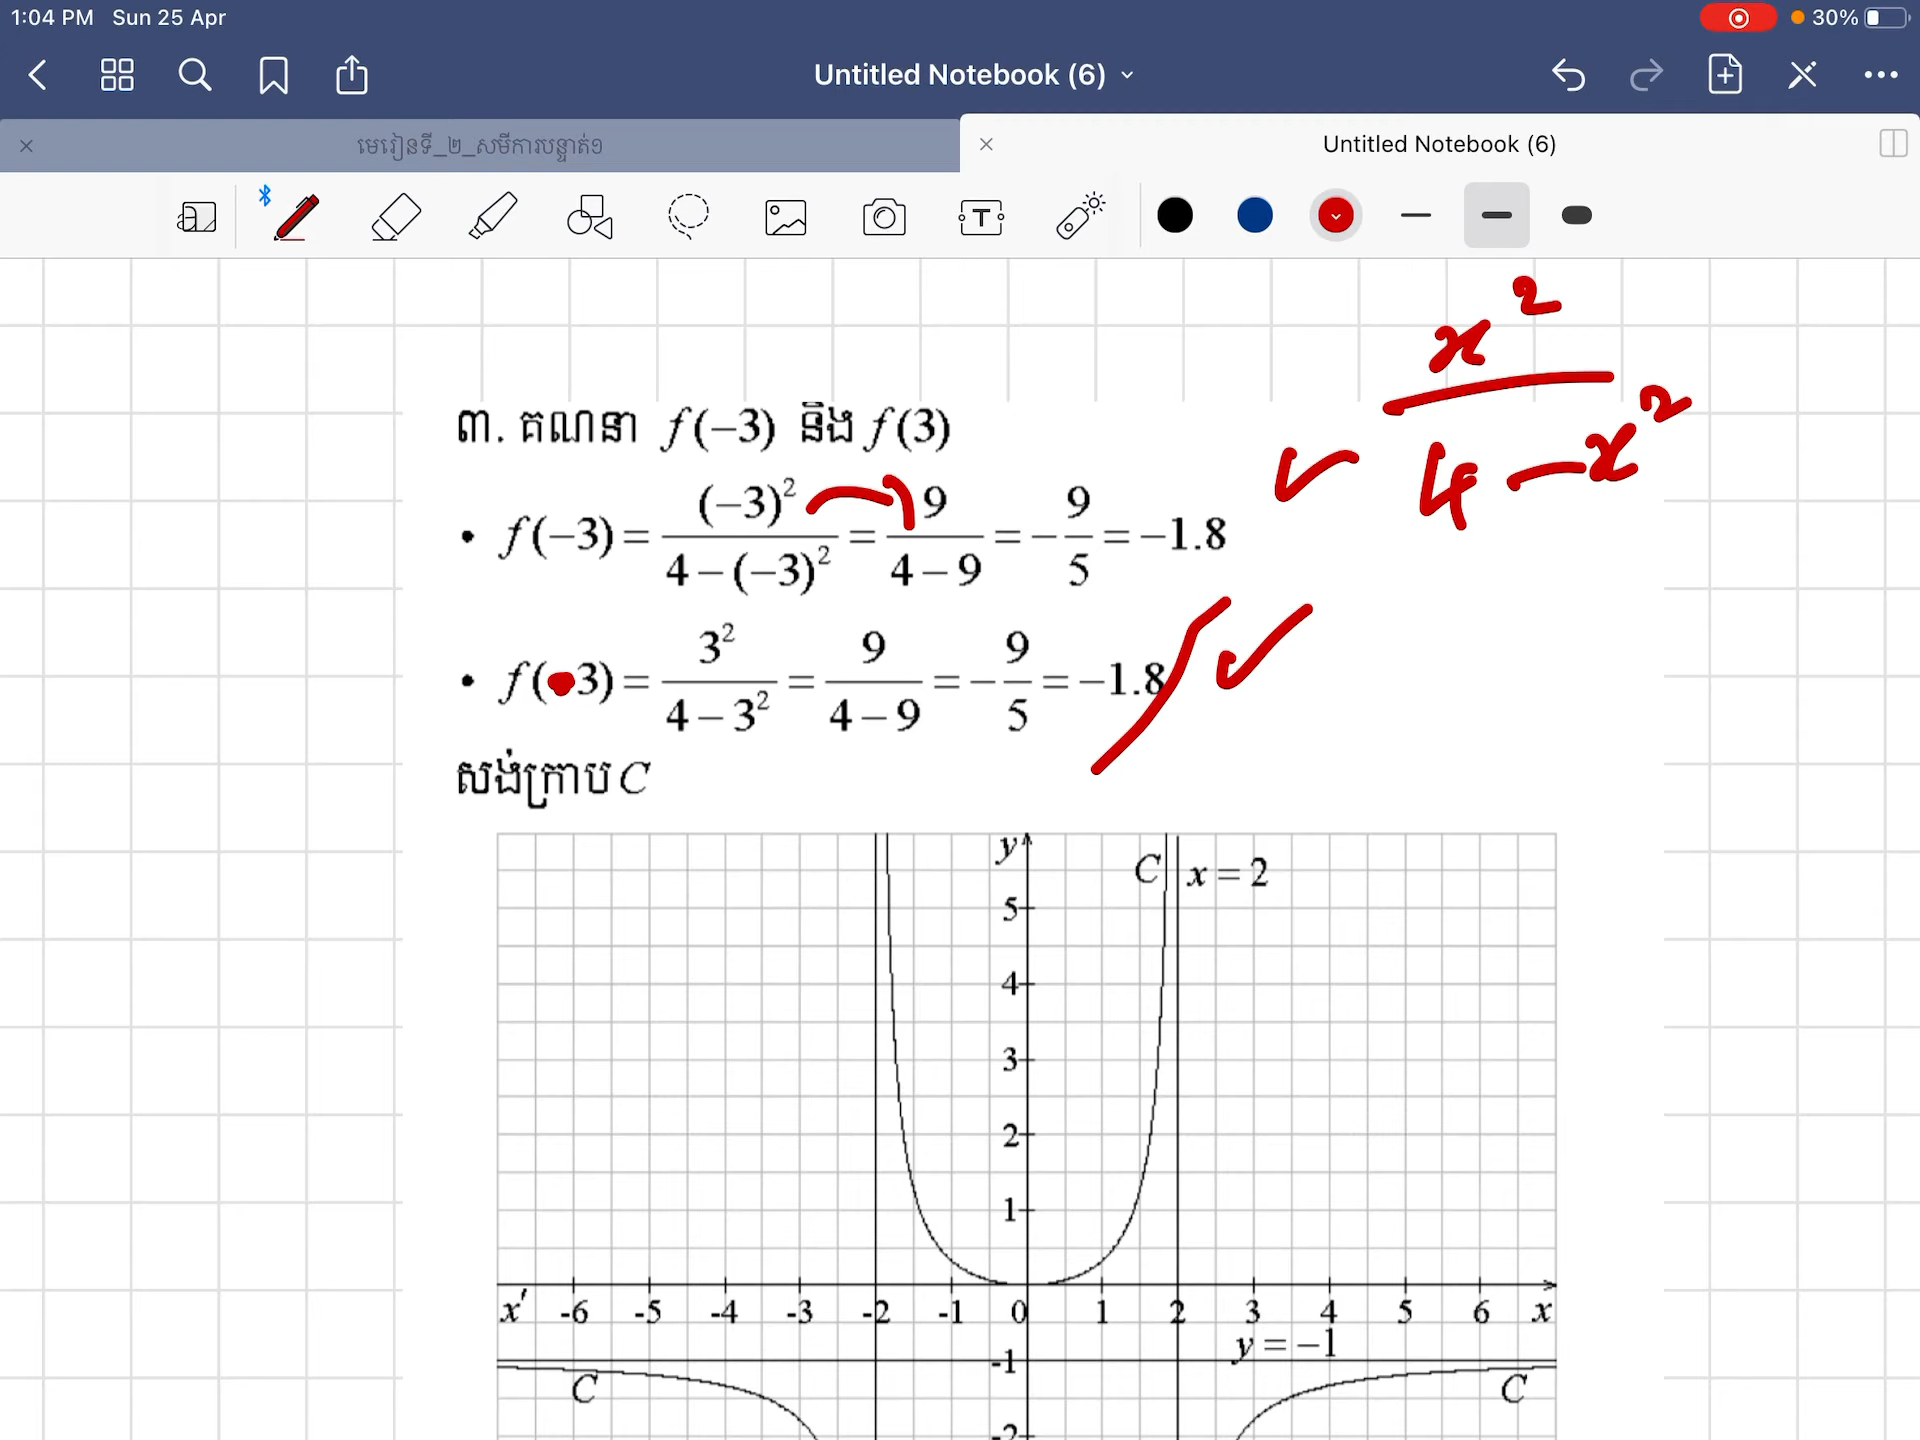 1:04 PM Sun 25 Apr 30%
Untitled Notebook (6)
មេរៀនទី_២_សមីការបន្ទាត់១
Untitled Notebook (6)
x²/(4 − x²)
៣. គណនា f(−3) និង f(3)
• f(−3) = (−3)²/(4 − (−3)²) = 9/(4 − 9) = −9/5 = −1.8
• f(3) = 3²/(4 − 3²) = 9/(4 − 9) = −9/5 = −1.8
សង់ក្រាប C
y
C x = 2
5
4
3
2
1
x′ -6 -5 -4 -3 -2 -1 0 1 2 3 4 5 6 x
y = −1
-1
C C
-2